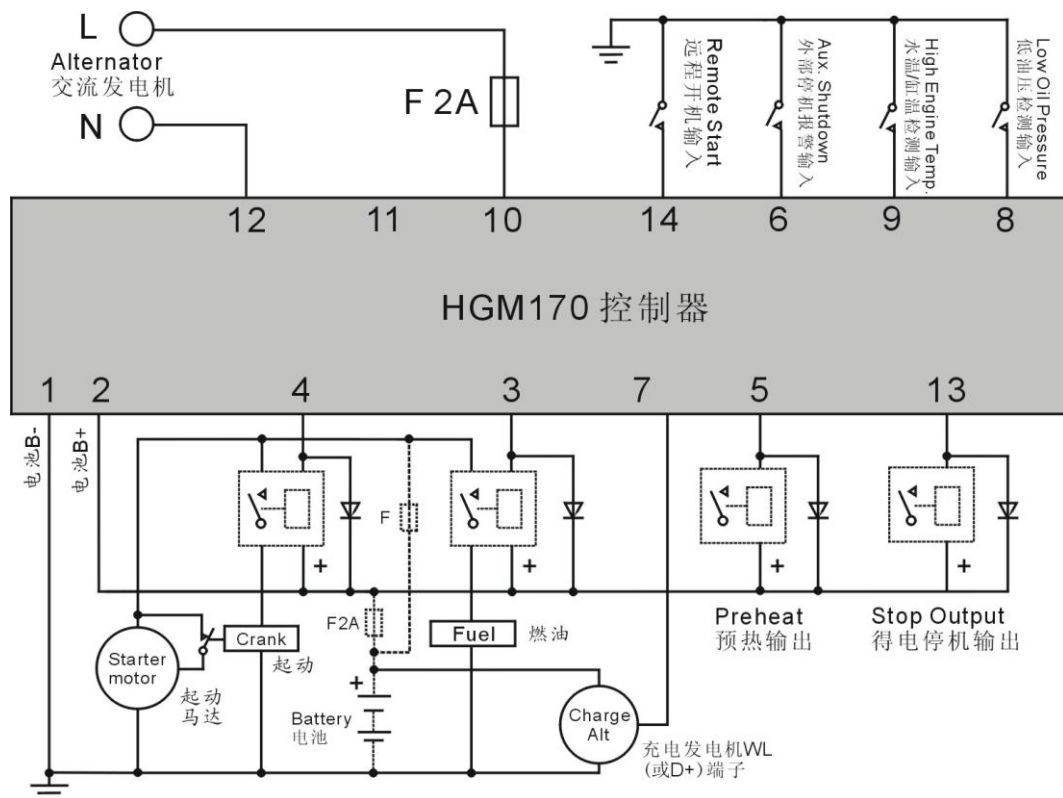 L
Alternator
交流发电机
N
F 2A
Remote Start
远程开机输入
Aux. Shutdown
外部停机报警输入
High Engine Temp.
水温/缸温检测输入
Low Oil Pressure
低油压检测输入
12
11
10
14
6
9
8
HGM170 控制器
1
2
4
3
7
5
13
电池B-
电池B+
F
+
+
+
+
F2A
Preheat
预热输出
Stop Output
得电停机输出
Crank
起动
Fuel
燃油
Starter
motor
起动
马达
+
Battery
电池
Charge
Alt
充电发电机WL
(或D+)端子